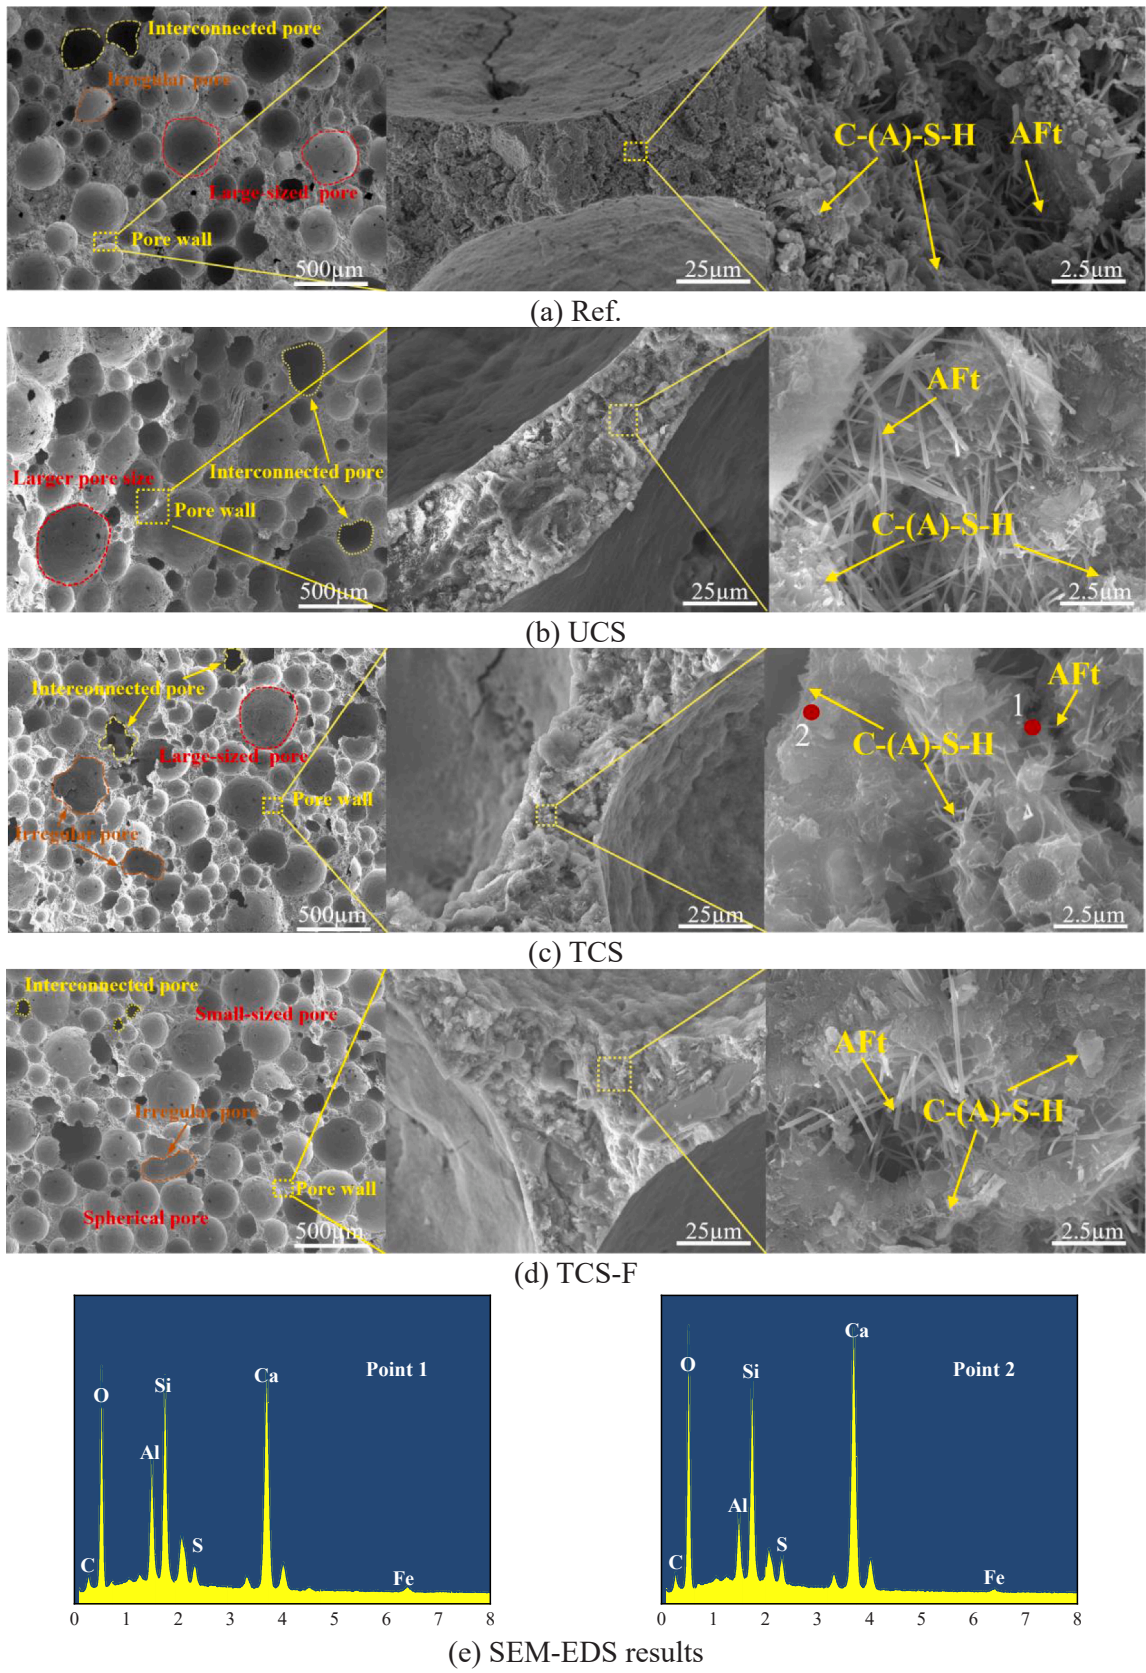 Interconnected pore
Irregular pore
Large-sized pore
Pore wall
500μm
25μm
C-(A)-S-H
AFt
2.5μm
(a) Ref.
Larger pore size
Interconnected pore
Pore wall
500μm
25μm
AFt
C-(A)-S-H
2.5μm
(b) UCS
Interconnected pore
Large-sized pore
Pore wall
Irregular pore
500μm
25μm
AFt
1
2
C-(A)-S-H
2.5μm
(c) TCS
Interconnected pore
Small-sized pore
Irregular pore
Pore wall
Spherical pore
500μm
25μm
AFt
C-(A)-S-H
2.5μm
(d) TCS-F
Point 1
C O Al Si S Ca Fe
0 1 2 3 4 5 6 7 8
Point 2
C O Al Si S Ca Fe
0 1 2 3 4 5 6 7 8
(e) SEM-EDS results